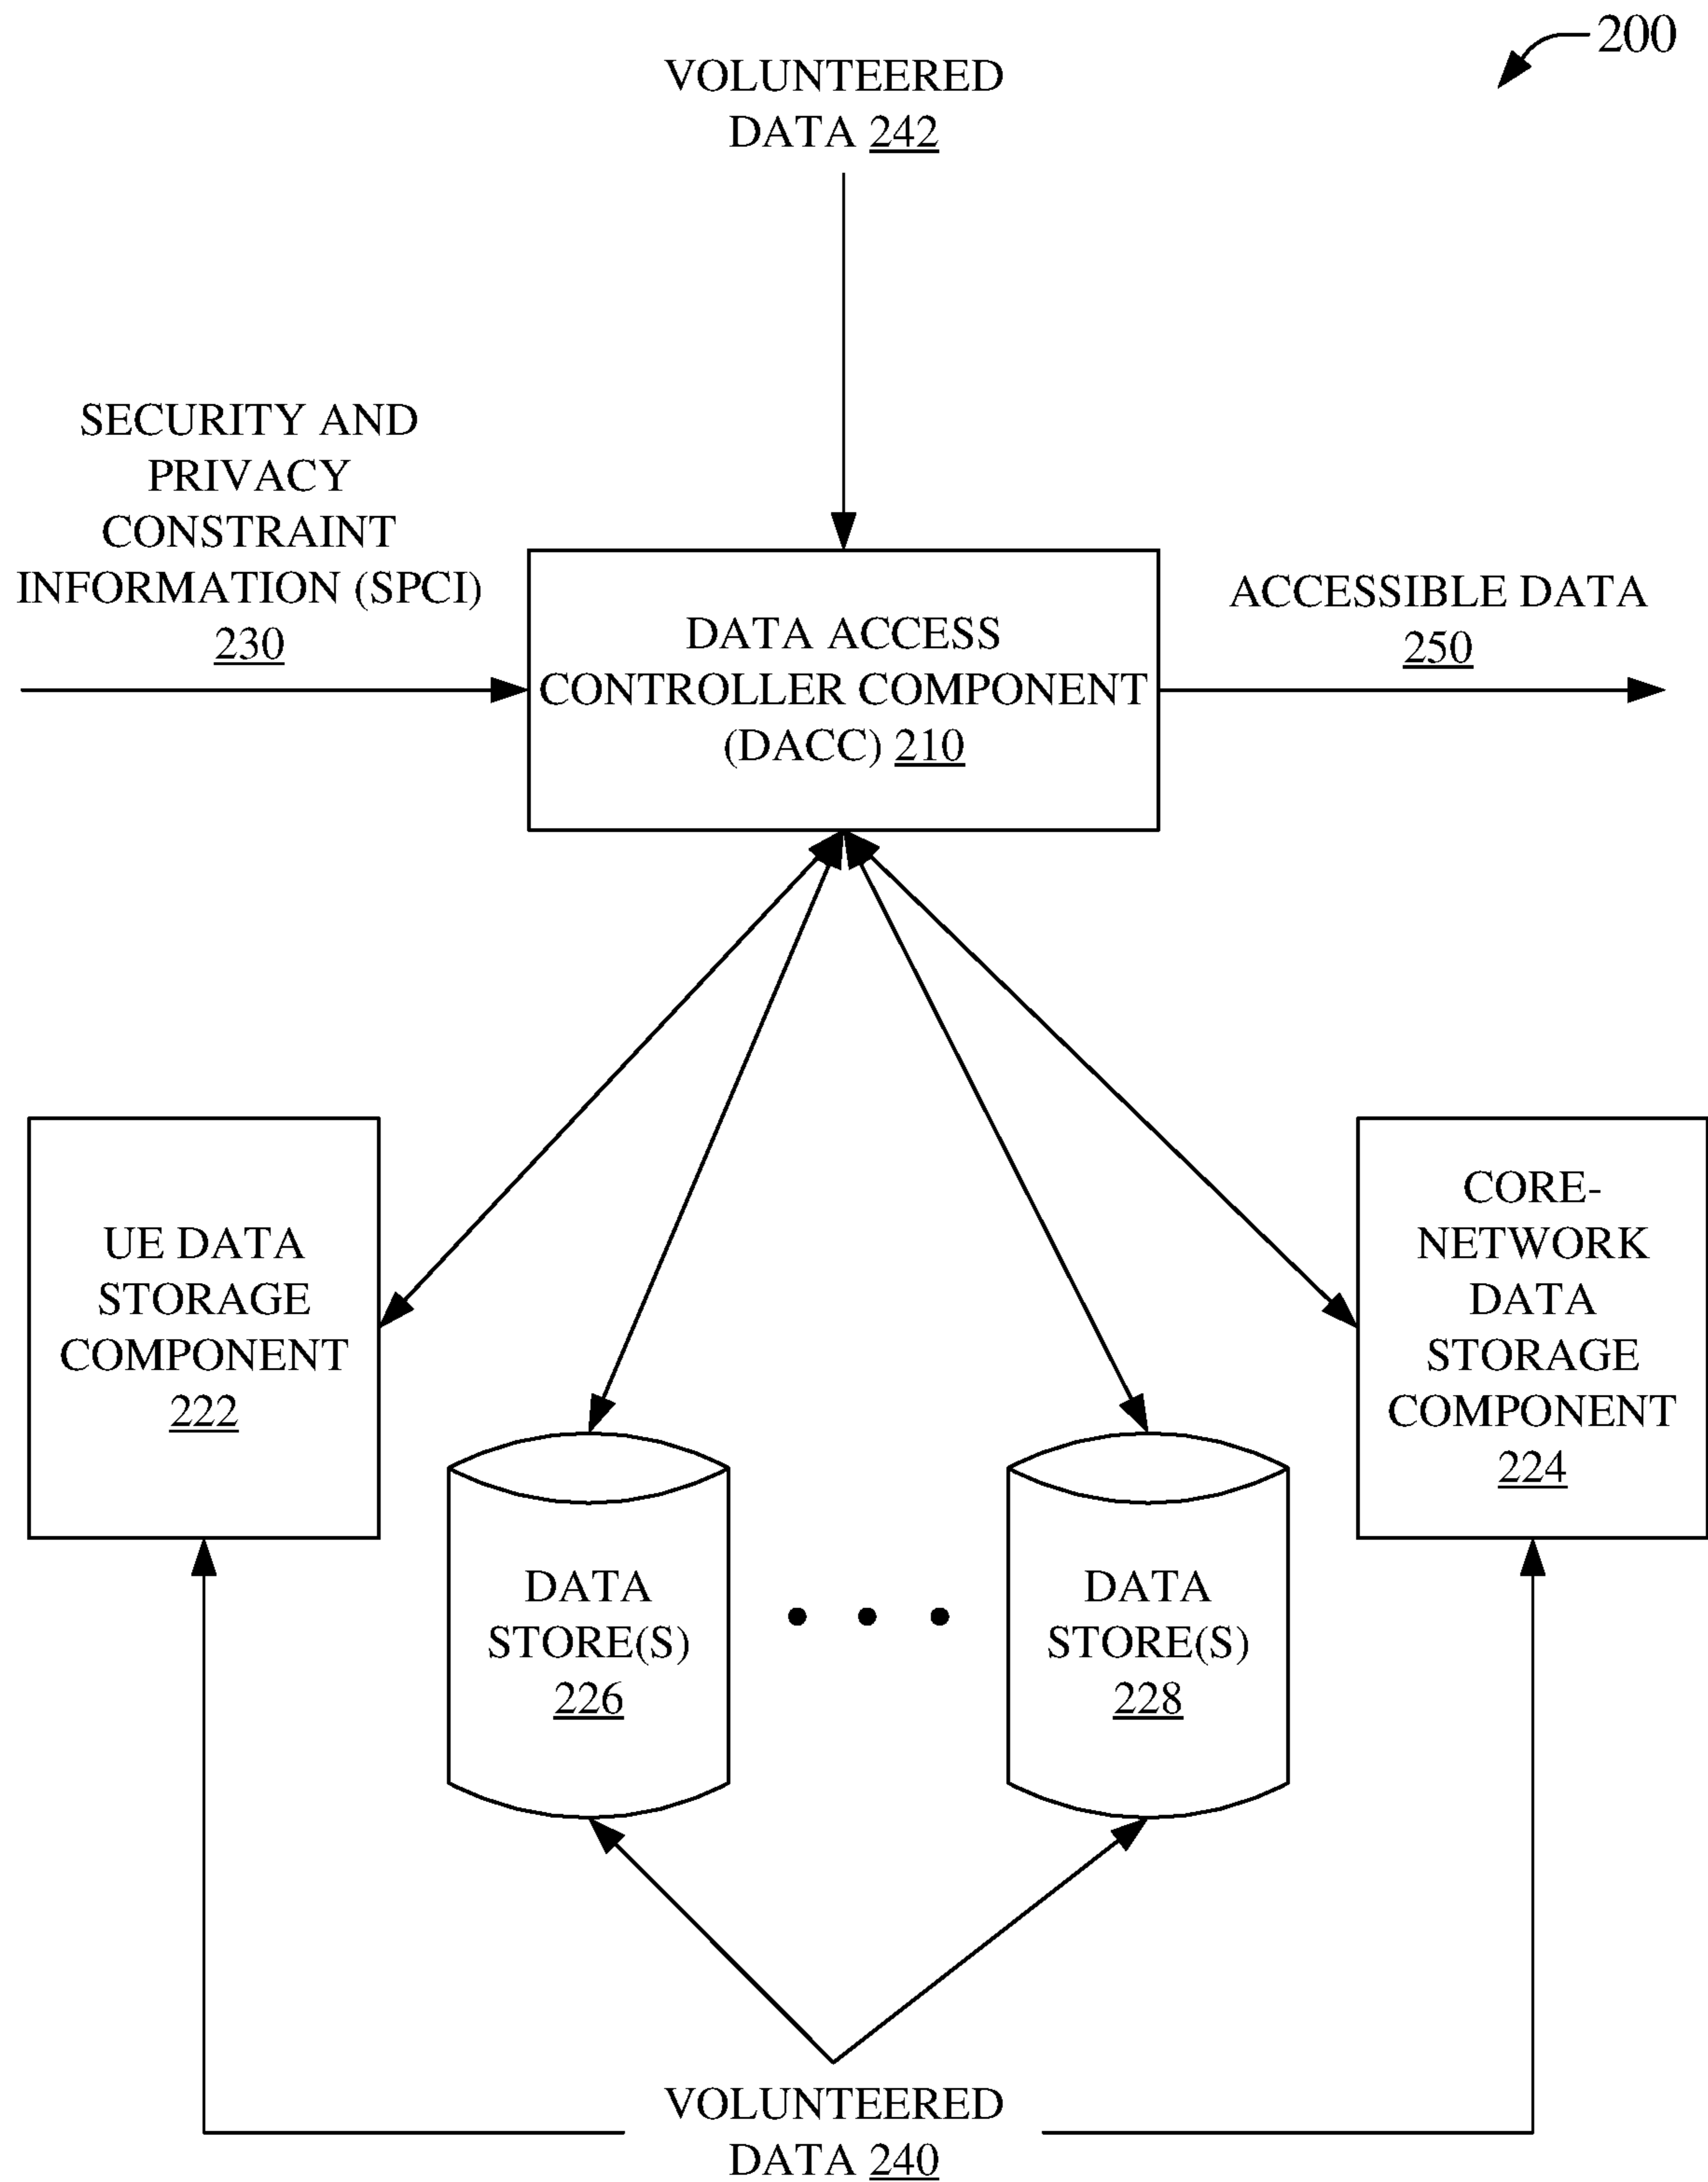 200
VOLUNTEERED
DATA 242
SECURITY AND
PRIVACY
CONSTRAINT
INFORMATION (SPCI)
230
DATA ACCESS
CONTROLLER COMPONENT
(DACC) 210
ACCESSIBLE DATA
250
UE DATA
STORAGE
COMPONENT
222
DATA
STORE(S)
226
DATA
STORE(S)
228
CORE-
NETWORK
DATA
STORAGE
COMPONENT
224
VOLUNTEERED
DATA 240